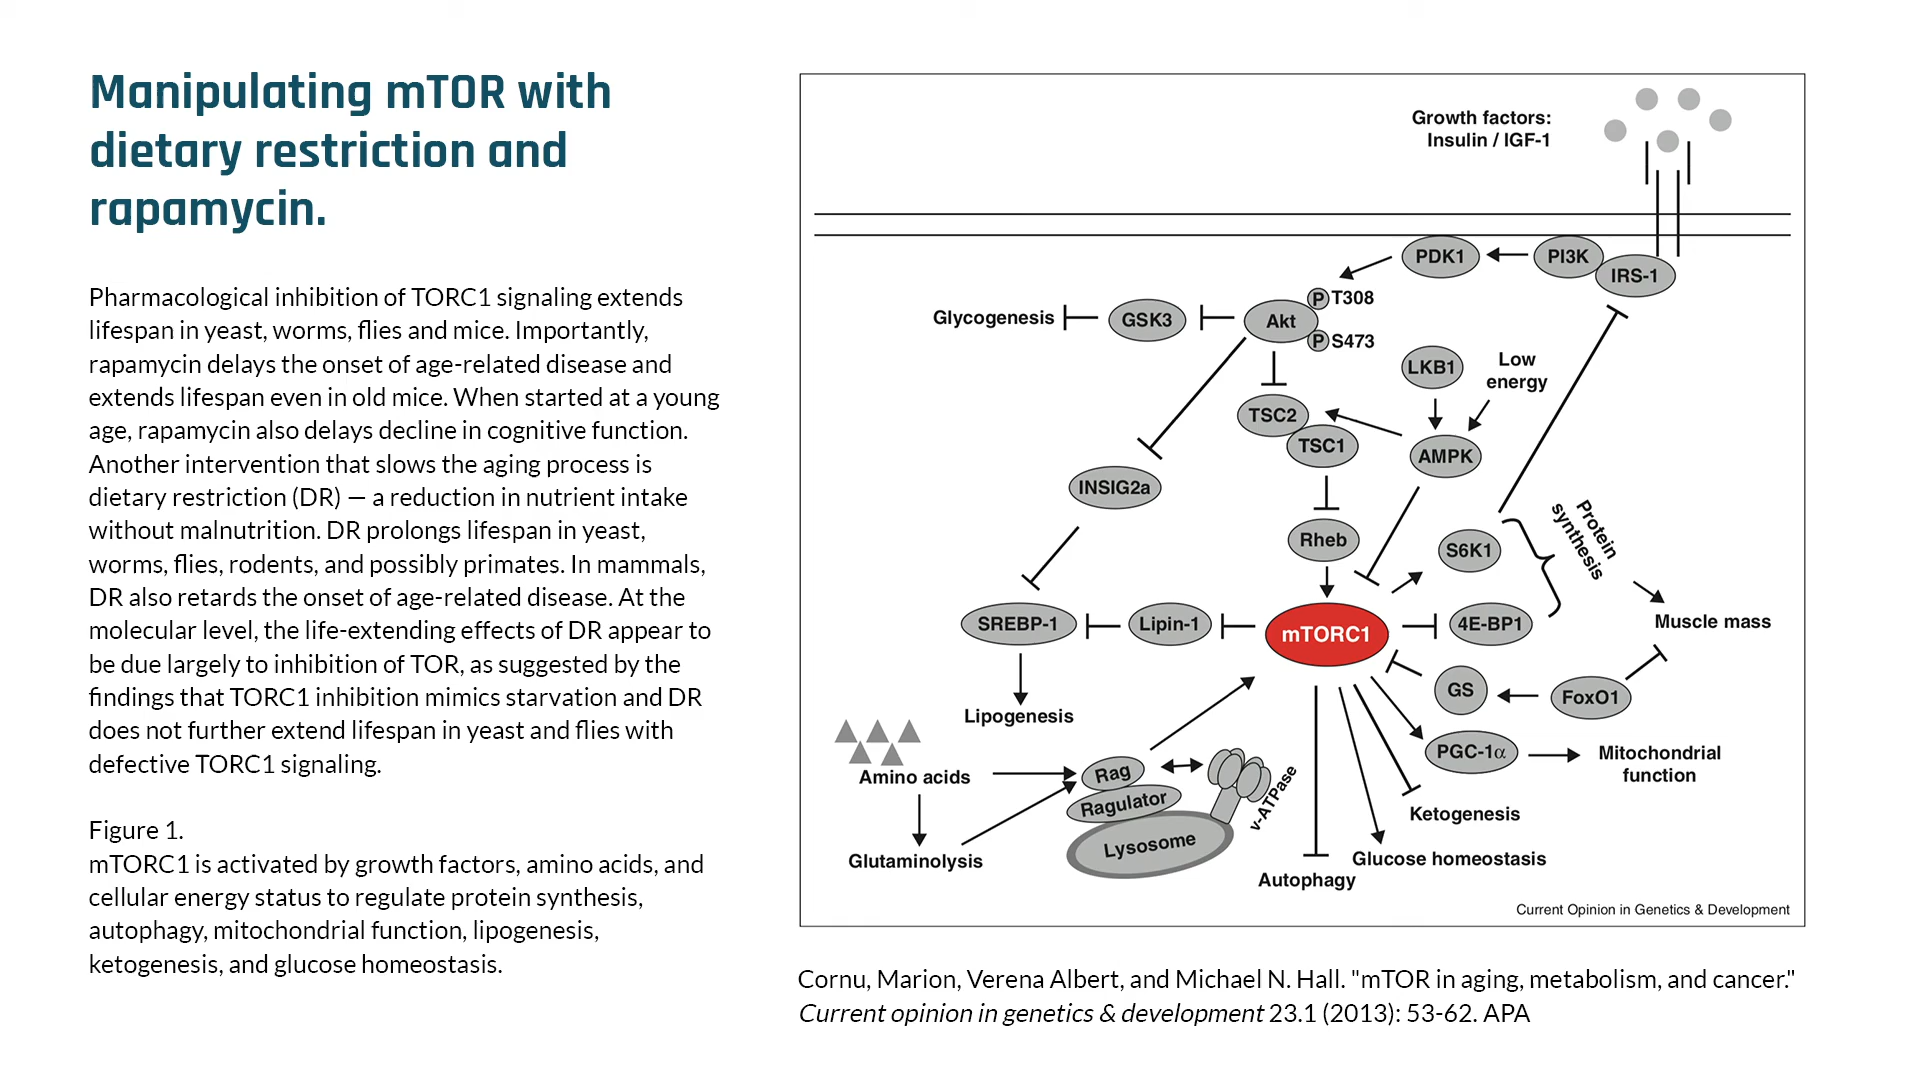 Manipulating mTOR with
dietary restriction and
rapamycin.
Pharmacological inhibition of TORC1 signaling extends
lifespan in yeast, worms, flies and mice. Importantly,
rapamycin delays the onset of age-related disease and
extends lifespan even in old mice. When started at a young
age, rapamycin also delays decline in cognitive function.
Another intervention that slows the aging process is
dietary restriction (DR) — a reduction in nutrient intake
without malnutrition. DR prolongs lifespan in yeast,
worms, flies, rodents, and possibly primates. In mammals,
DR also retards the onset of age-related disease. At the
molecular level, the life-extending effects of DR appear to
be due largely to inhibition of TOR, as suggested by the
findings that TORC1 inhibition mimics starvation and DR
does not further extend lifespan in yeast and flies with
defective TORC1 signaling.
Figure 1.
mTORC1 is activated by growth factors, amino acids, and
cellular energy status to regulate protein synthesis,
autophagy, mitochondrial function, lipogenesis,
ketogenesis, and glucose homeostasis.
Growth factors:
Insulin / IGF-1
PDK1
PI3K
IRS-1
P T308
Glycogenesis
GSK3
Akt
P S473
LKB1
Low
energy
TSC2
TSC1
AMPK
INSIG2a
Rheb
S6K1
Protein
synthesis
SREBP-1
Lipin-1
mTORC1
4E-BP1
Muscle mass
GS
FoxO1
Lipogenesis
PGC-1α
Mitochondrial
function
Amino acids
Rag
Ragulator
Lysosome
v-ATPase
Ketogenesis
Glutaminolysis
Glucose homeostasis
Autophagy
Current Opinion in Genetics & Development
Cornu, Marion, Verena Albert, and Michael N. Hall. "mTOR in aging, metabolism, and cancer."
Current opinion in genetics & development 23.1 (2013): 53-62. APA